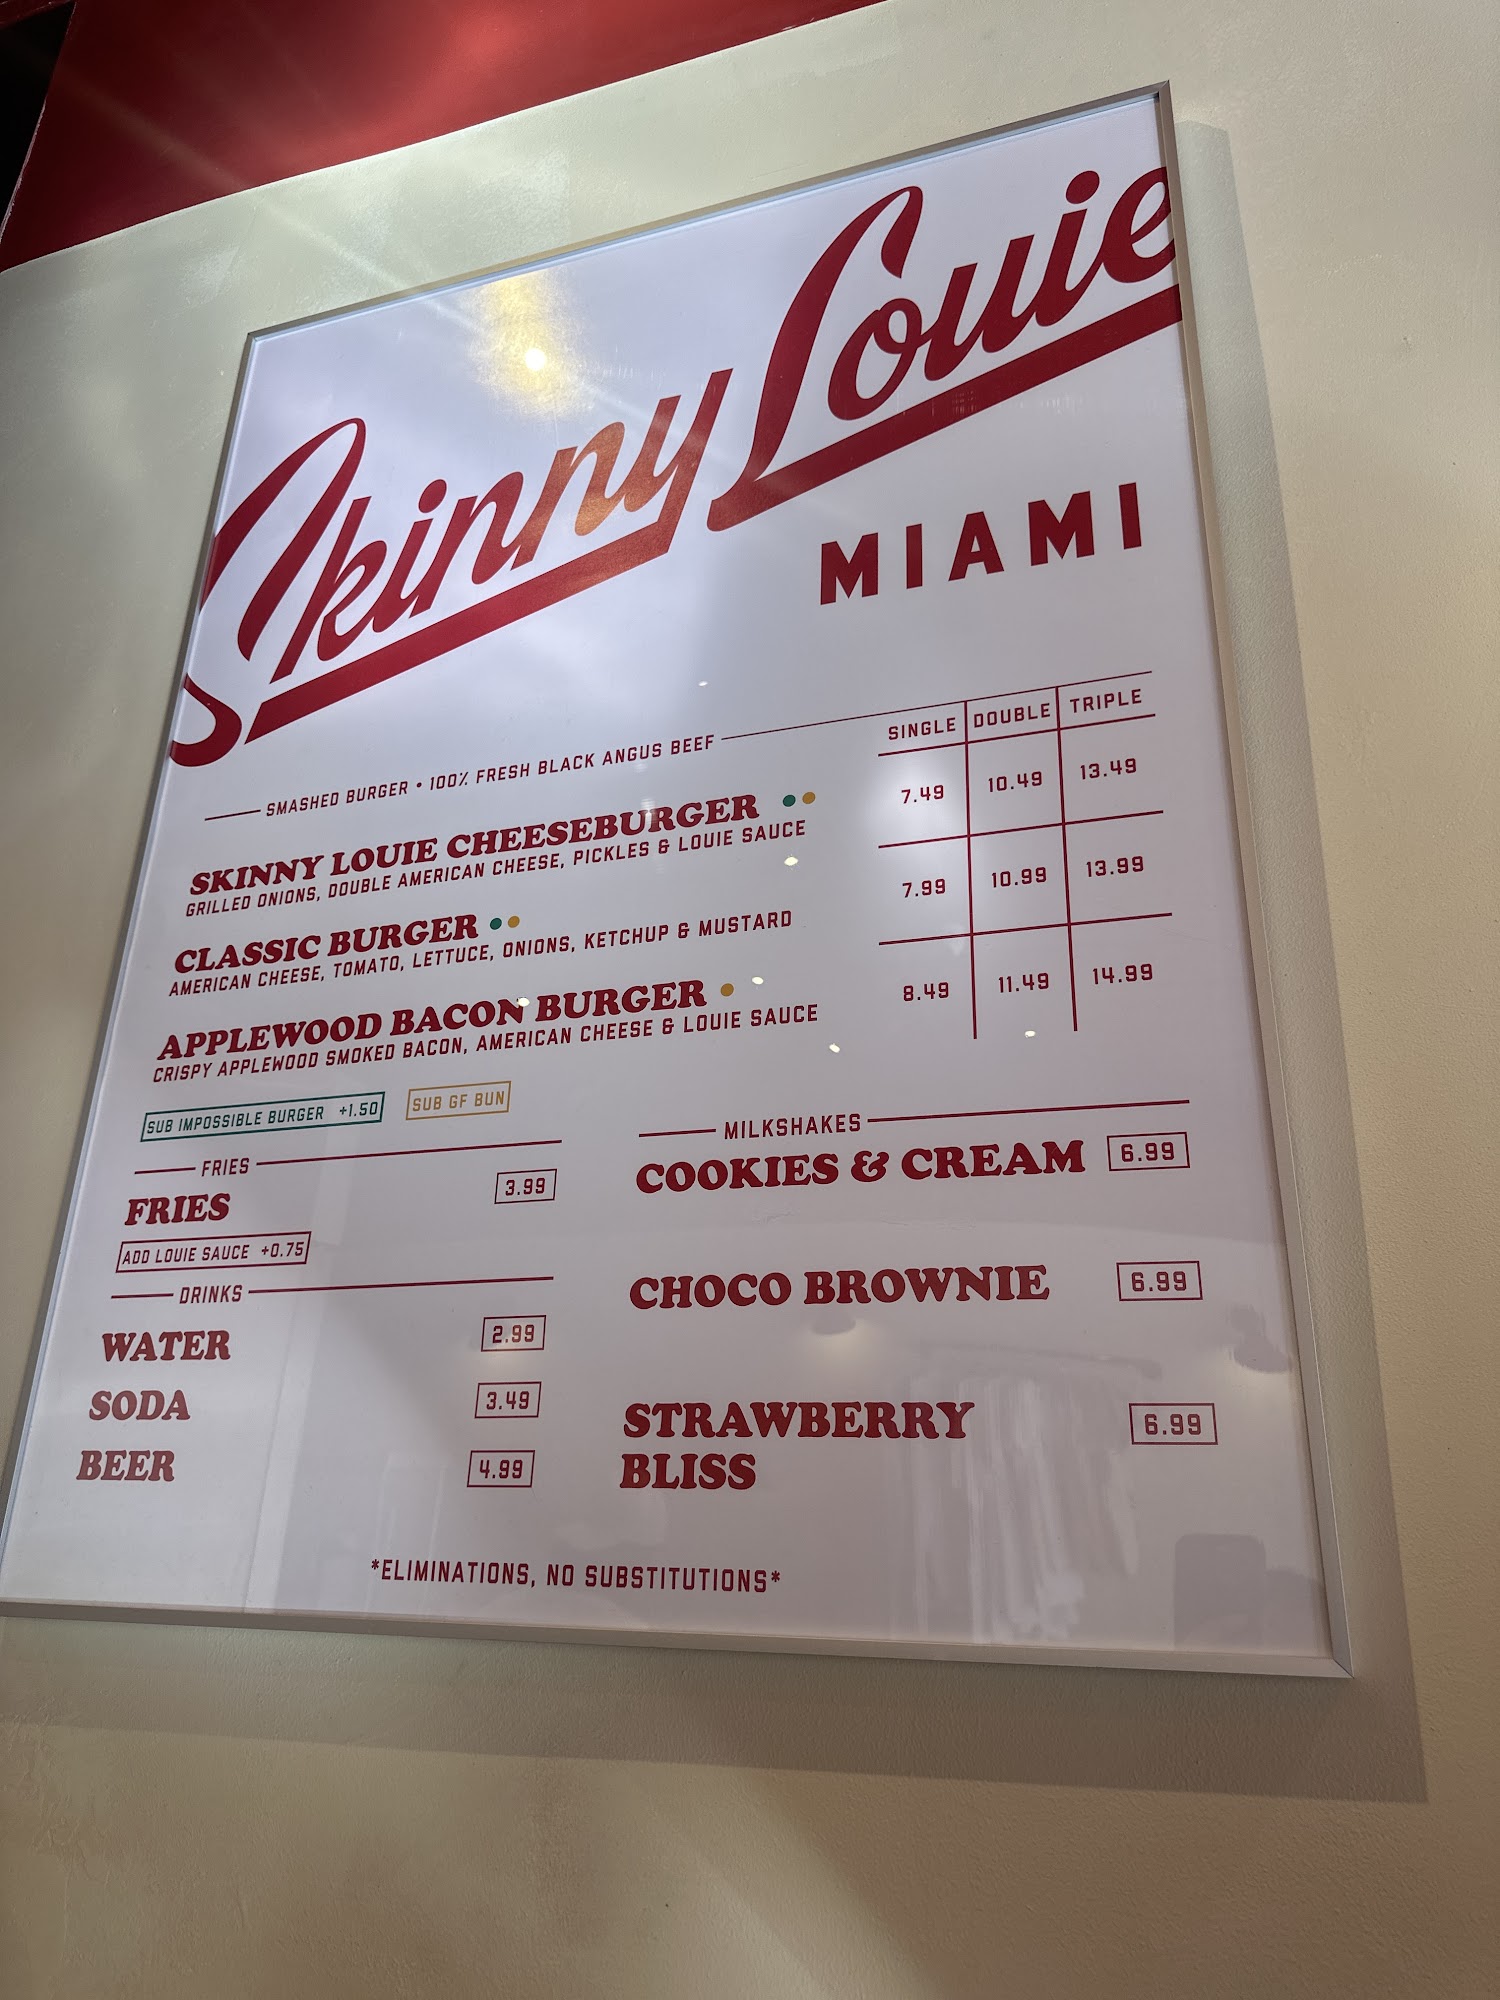 Skinny Louie
MIAMI
SMASHED BURGER • 100% FRESH BLACK ANGUS BEEF
SINGLE DOUBLE TRIPLE
SKINNY LOUIE CHEESEBURGER 7.49 10.49 13.49
GRILLED ONIONS, DOUBLE AMERICAN CHEESE, PICKLES & LOUIE SAUCE
CLASSIC BURGER 7.99 10.99 13.99
AMERICAN CHEESE, TOMATO, LETTUCE, ONIONS, KETCHUP & MUSTARD
APPLEWOOD BACON BURGER 8.49 11.49 14.99
CRISPY APPLEWOOD SMOKED BACON, AMERICAN CHEESE & LOUIE SAUCE
SUB IMPOSSIBLE BURGER +1.50
SUB GF BUN
FRIES
FRIES 3.99
ADD LOUIE SAUCE +0.75
DRINKS
WATER 2.99
SODA 3.49
BEER 4.99
MILKSHAKES
COOKIES & CREAM 6.99
CHOCO BROWNIE 6.99
STRAWBERRY 6.99
BLISS
*ELIMINATIONS, NO SUBSTITUTIONS*